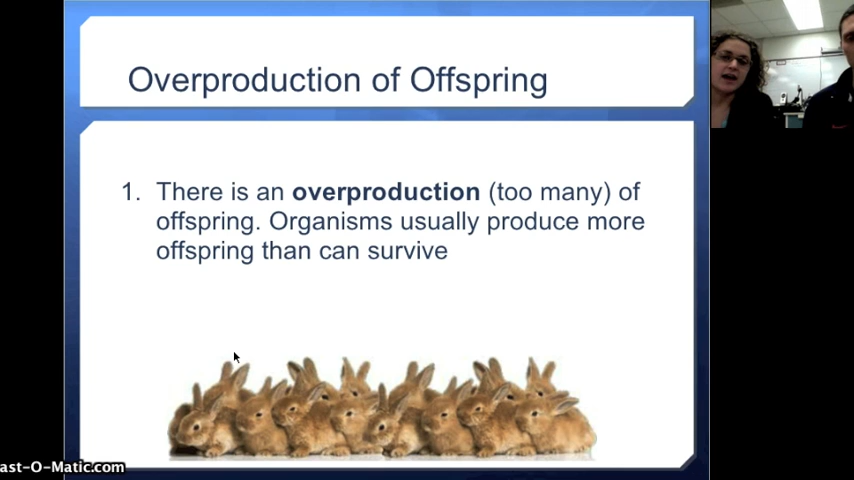 Overproduction of Offspring
1. There is an overproduction (too many) of
offspring. Organisms usually produce more
offspring than can survive
ast-O-Matic.com